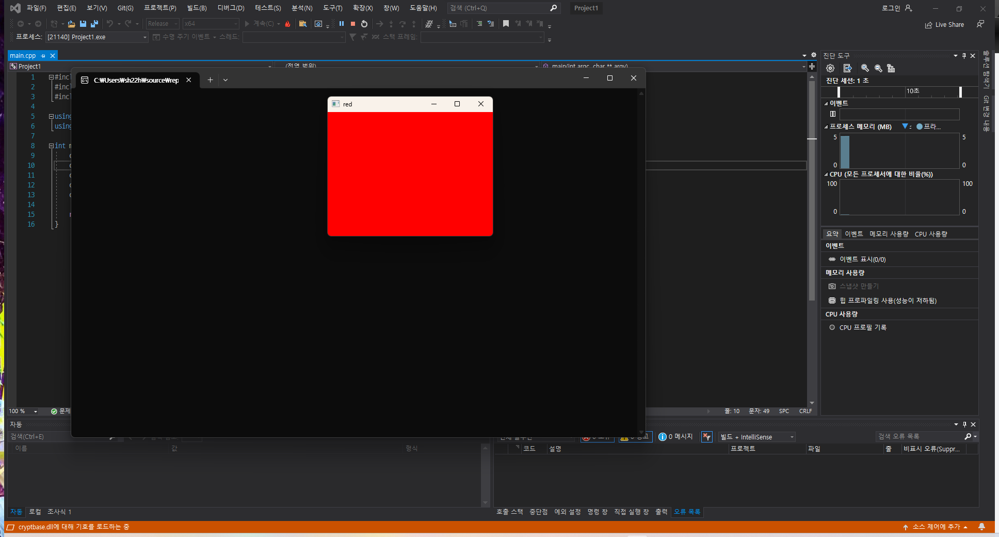 파일(F) 편집(E) 보기(V) Git(G) 프로젝트(P) 빌드(B) 디버그(D) 테스트(S) 분석(N) 도구(T) 확장(X) 창(W) 도움말(H) 검색 (Ctrl+Q) Project1 로그인
Release x64 계속(C) Live Share
프로세스: [21140] Project1.exe 수명 주기 이벤트 스레드: 스택 프레임:
main.cpp
Project1 (전역 범위) main(int argc, char ** argv)
C:₩Users₩sh22h₩source₩rep
red
1 #incl
2 #incl
3 #incl
4
5 using
6 using
7
8 int m
9 c
10 c
11 c
12 c
13 c
14
15 r
16 }
100 % 문제
줄: 10 문자: 49 SPC CRLF
진단 도구
진단 세션: 1 초
10초
이벤트
프로세스 메모리 (MB) 프라...
5 5
0 0
CPU (모든 프로세서에 대한 비율(%))
100 100
0 0
요약 이벤트 메모리 사용량 CPU 사용량
이벤트
이벤트 표시(0/0)
메모리 사용량
스냅샷 만들기
힙 프로파일링 사용(성능이 저하됨)
CPU 사용량
CPU 프로필 기록
솔루션 탐색기
Git 변경 내용
자동
검색(Ctrl+E)
이름 값 형식
자동 로컬 조사식 1
0 메시지 빌드 + IntelliSense 검색 오류 목록
코드 설명 프로젝트 파일 줄 비표시 오류(Suppr...
호출 스택 중단점 예외 설정 명령 창 직접 실행 창 출력 오류 목록
cryptbase.dll에 대해 기호를 로드하는 중 소스 제어에 추가